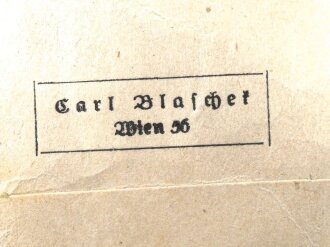 Carl Blaschek
Wien 56